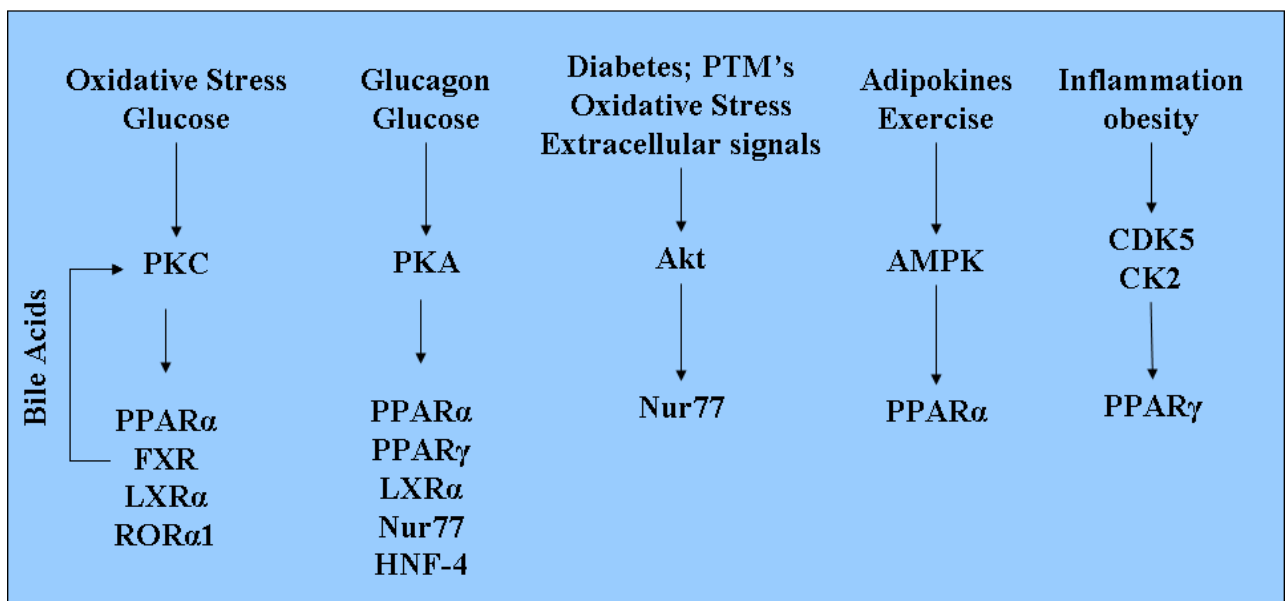 Oxidative Stress
Glucose
PKC
Bile Acids
PPARα
FXR
LXRα
RORα1
Glucagon
Glucose
PKA
PPARα
PPARγ
LXRα
Nur77
HNF-4
Diabetes; PTM's
Oxidative Stress
Extracellular signals
Akt
Nur77
Adipokines
Exercise
AMPK
PPARα
Inflammation
obesity
CDK5
CK2
PPARγ